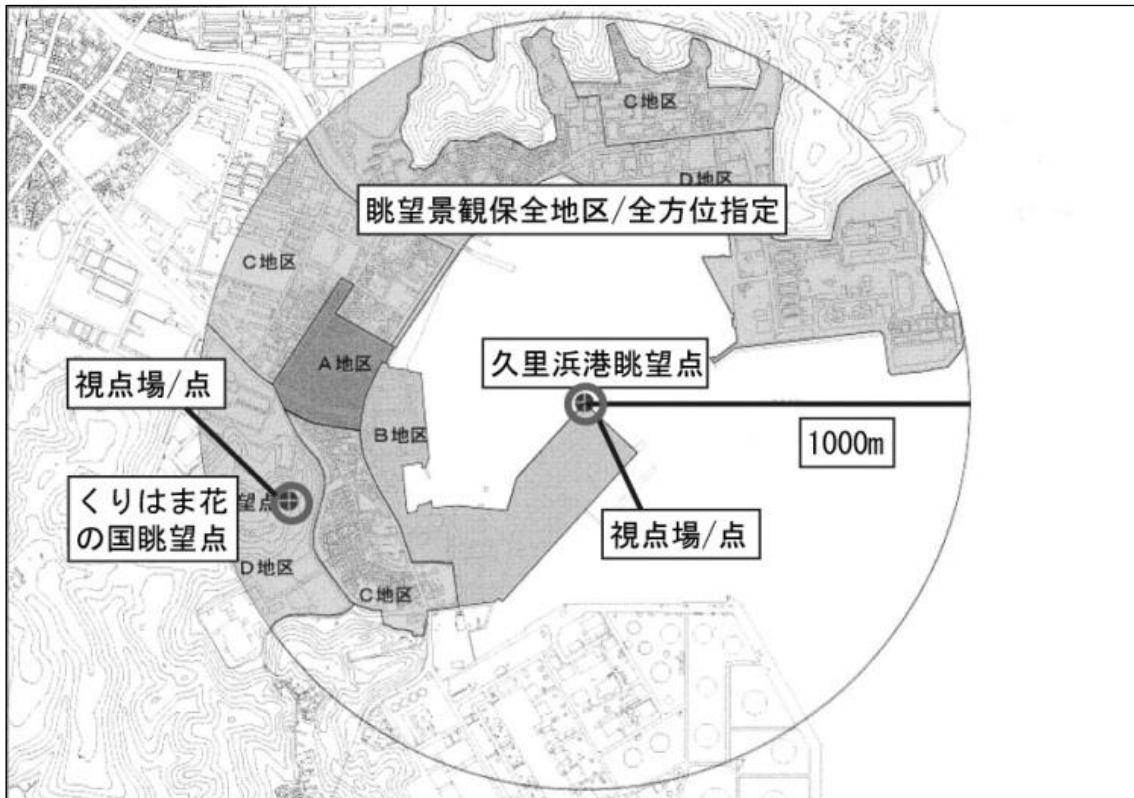 C地区
D地区
眺望景観保全地区/全方位指定
C地区
A地区
久里浜港眺望点
視点場/点
B地区
1000m
くりはま花
の国眺望点
望点
視点場/点
D地区
C地区